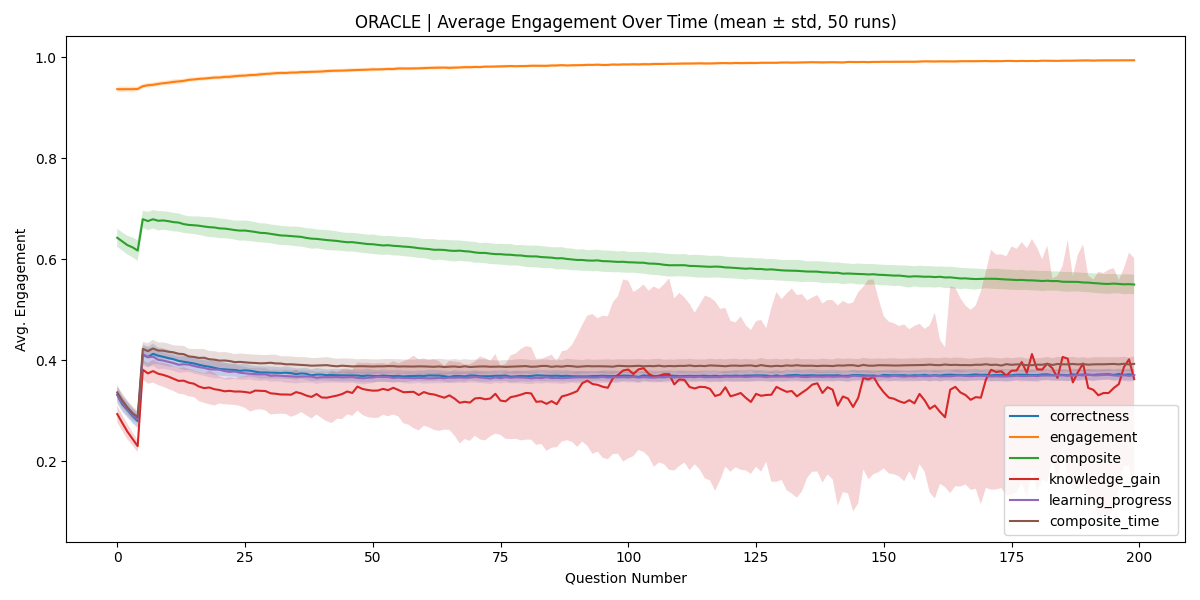 ORACLE | Average Engagement Over Time (mean ± std, 50 runs)
Avg. Engagement
1.0
0.8
0.6
0.4
0.2
0 25 50 75 100 125 150 175 200
Question Number
correctness
engagement
composite
knowledge_gain
learning_progress
composite_time